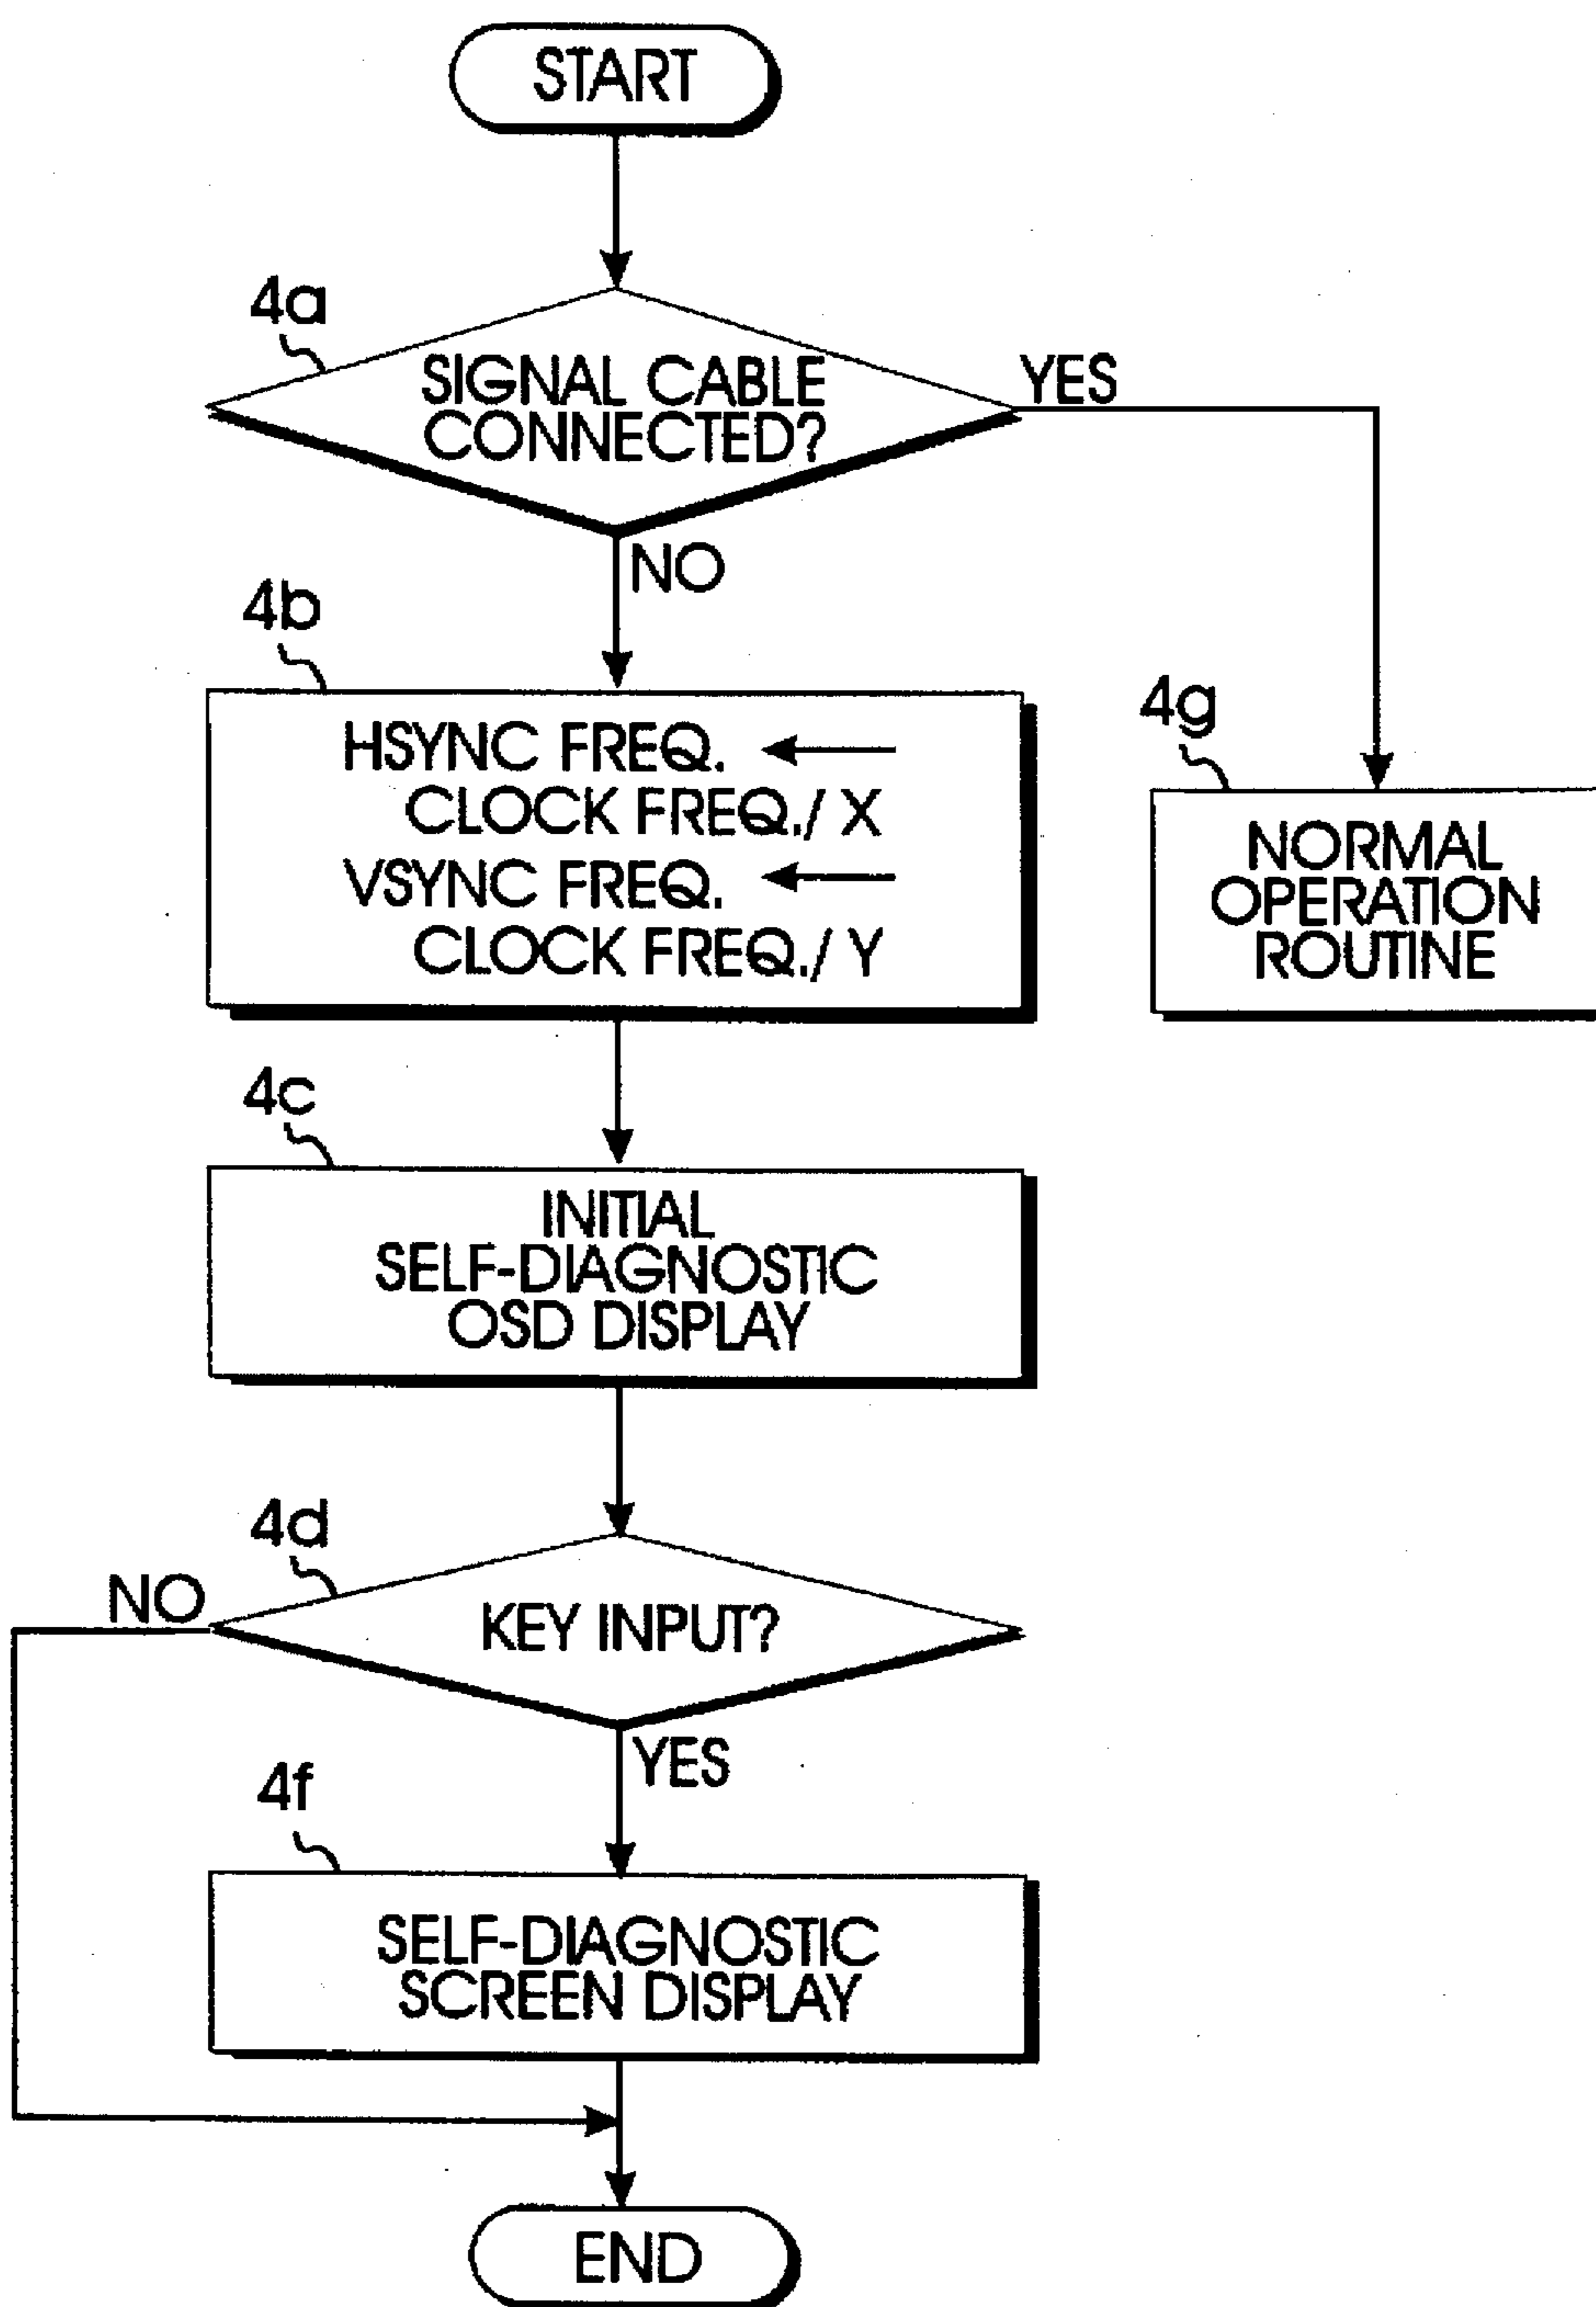 START
4a
SIGNAL CABLE
CONNECTED?
YES
NO
4b
HSYNC FREQ. ←
CLOCK FREQ./ X
VSYNC FREQ. ←
CLOCK FREQ./ Y
4g
NORMAL
OPERATION
ROUTINE
4c
INITIAL
SELF-DIAGNOSTIC
OSD DISPLAY
4d
NO
KEY INPUT?
YES
4f
SELF-DIAGNOSTIC
SCREEN DISPLAY
END